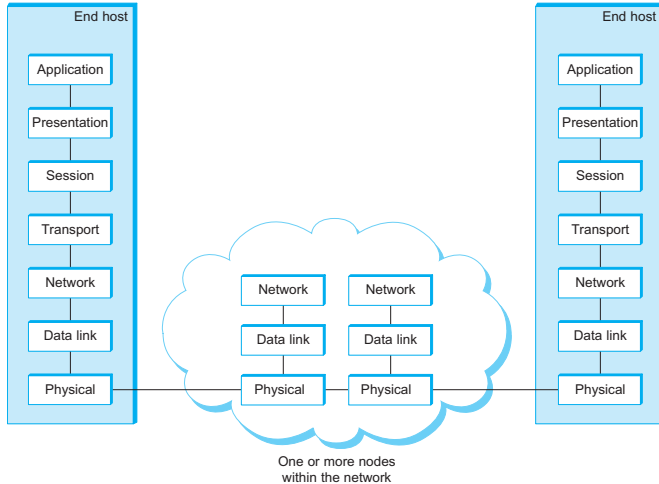 End host
Application
Presentation
Session
Transport
Network
Data link
Physical
Network
Data link
Physical
Network
Data link
Physical
One or more nodes
within the network
End host
Application
Presentation
Session
Transport
Network
Data link
Physical